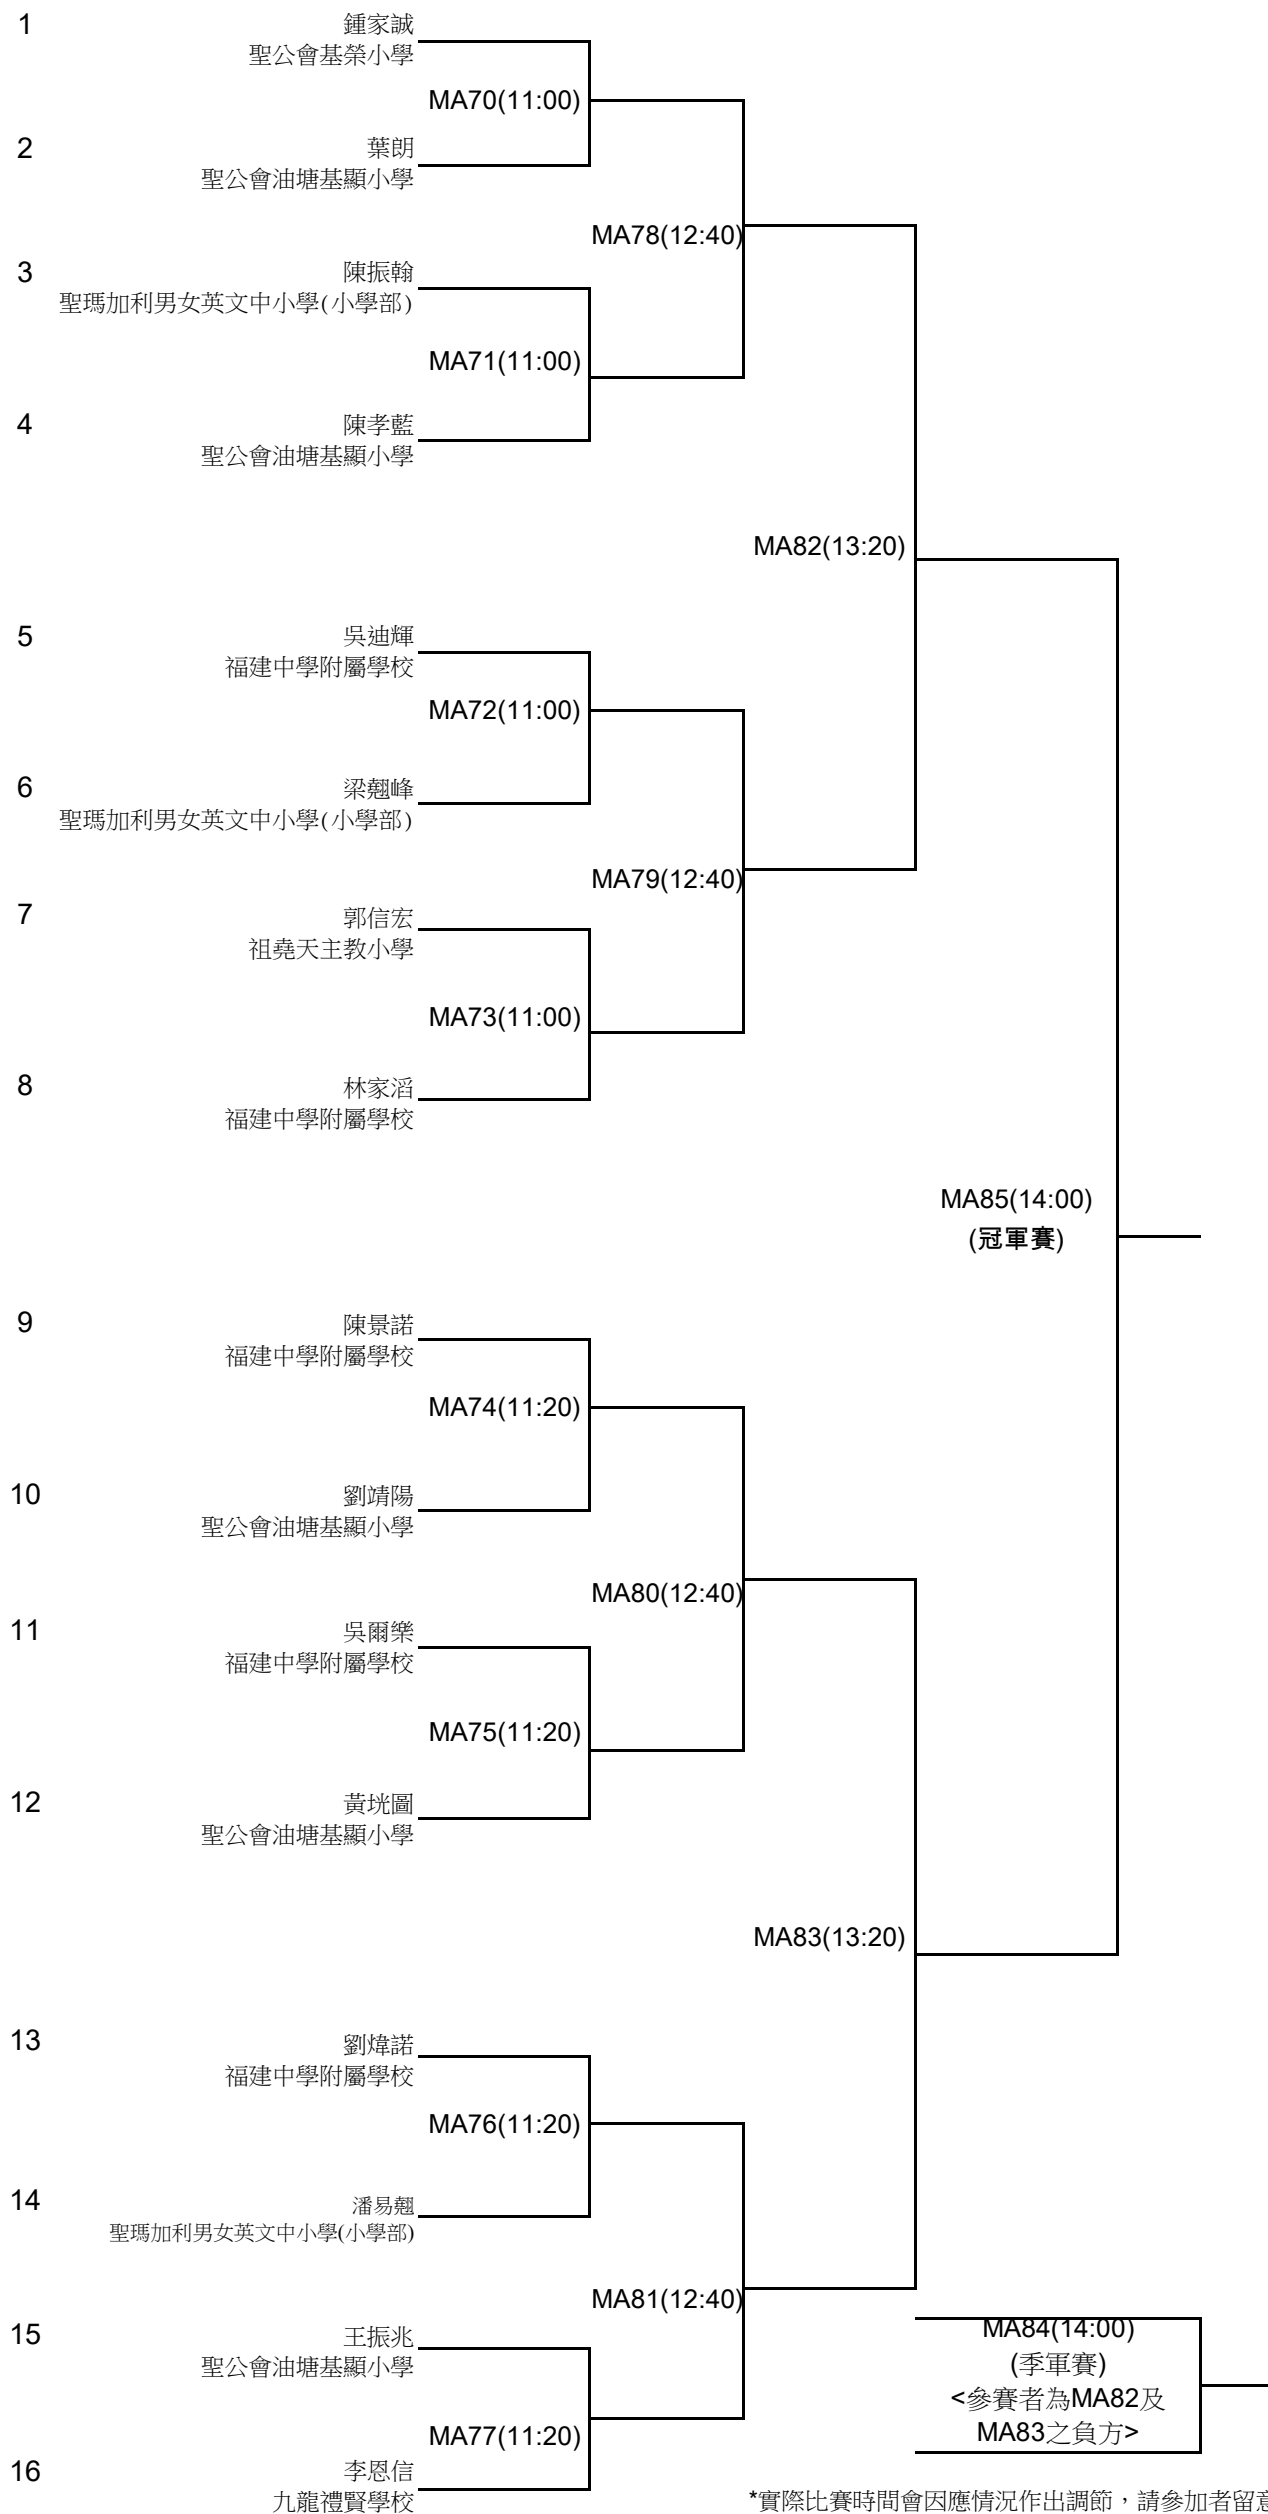 1
鍾家誠
聖公會基榮小學
MA70(11:00)
2
葉朗
聖公會油塘基顯小學
MA78(12:40)
3
陳振翰
聖瑪加利男女英文中小學(小學部)
MA71(11:00)
4
陳孝藍
聖公會油塘基顯小學
MA82(13:20)
5
吳迪輝
福建中學附屬學校
MA72(11:00)
6
梁翹峰
聖瑪加利男女英文中小學(小學部)
MA79(12:40)
7
郭信宏
祖堯天主教小學
MA73(11:00)
8
林家滔
福建中學附屬學校
MA85(14:00)
(冠軍賽)
9
陳景諾
福建中學附屬學校
MA74(11:20)
10
劉靖陽
聖公會油塘基顯小學
MA80(12:40)
11
吳爾樂
福建中學附屬學校
MA75(11:20)
12
黃垙圖
聖公會油塘基顯小學
MA83(13:20)
13
劉煒諾
福建中學附屬學校
MA76(11:20)
14
潘易翹
聖瑪加利男女英文中小學(小學部)
MA81(12:40)
15
王振兆
聖公會油塘基顯小學
MA84(14:00)
(季軍賽)
<參賽者為MA82及
MA83之負方>
MA77(11:20)
16
李恩信
九龍禮賢學校
*實際比賽時間會因應情況作出調節，請參加者留意